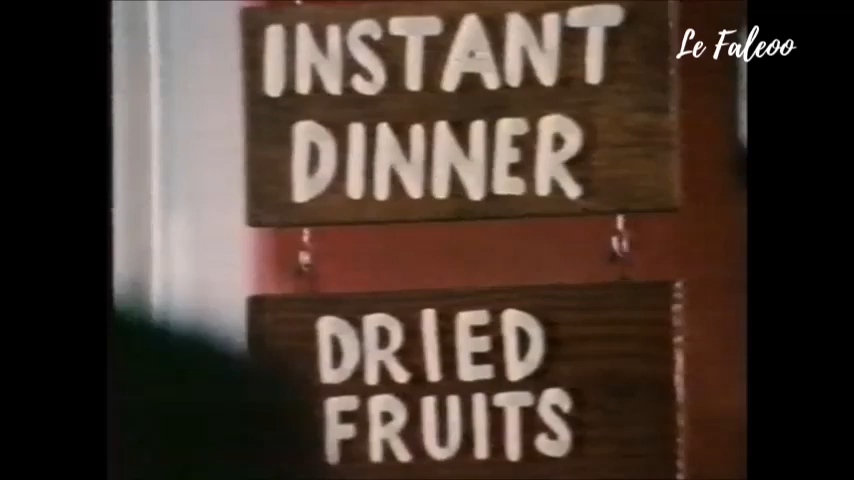 Le Faleoo
INSTANT
DINNER
DRIED
FRUITS